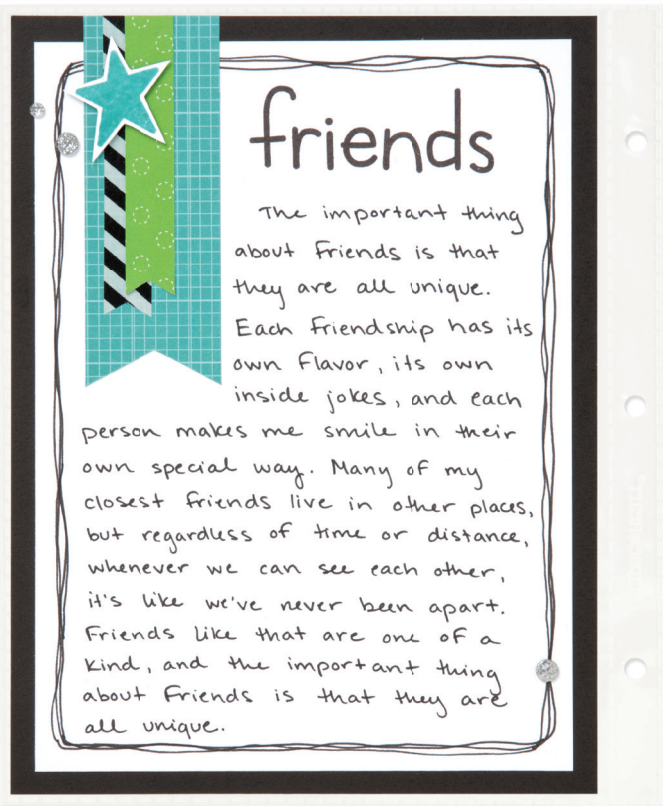 friends
The important thing
about friends is that
they are all unique.
Each friendship has its
own flavor, its own
inside jokes, and each
person makes me smile in their
own special way. Many of my
closest friends live in other places,
but regardless of time or distance,
whenever we can see each other,
it's like we've never been apart.
Friends like that are one of a
kind, and the important thing
about friends is that they are
all unique.